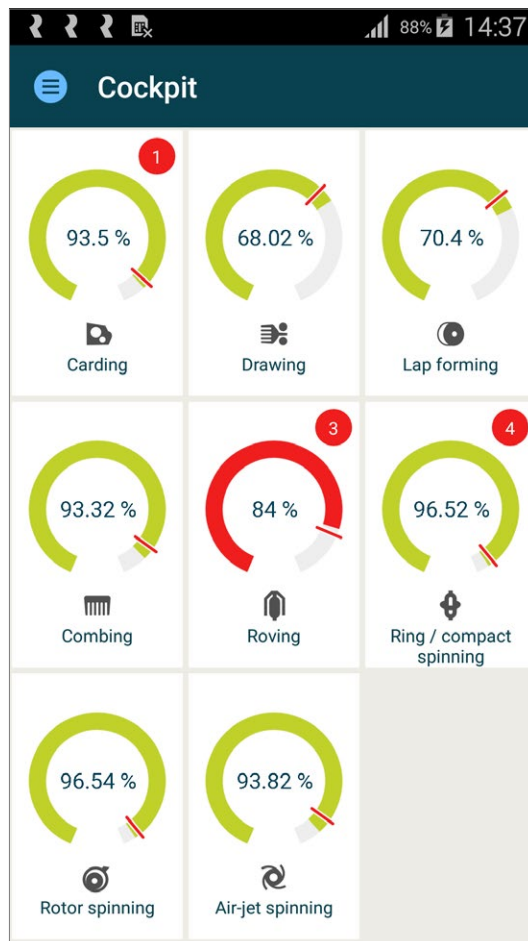 88% 14:37
Cockpit
1
93.5 %
68.02 %
70.4 %
Carding
Drawing
Lap forming
3
4
93.32 %
84 %
96.52 %
Combing
Roving
Ring / compact
spinning
96.54 %
93.82 %
Rotor spinning
Air-jet spinning